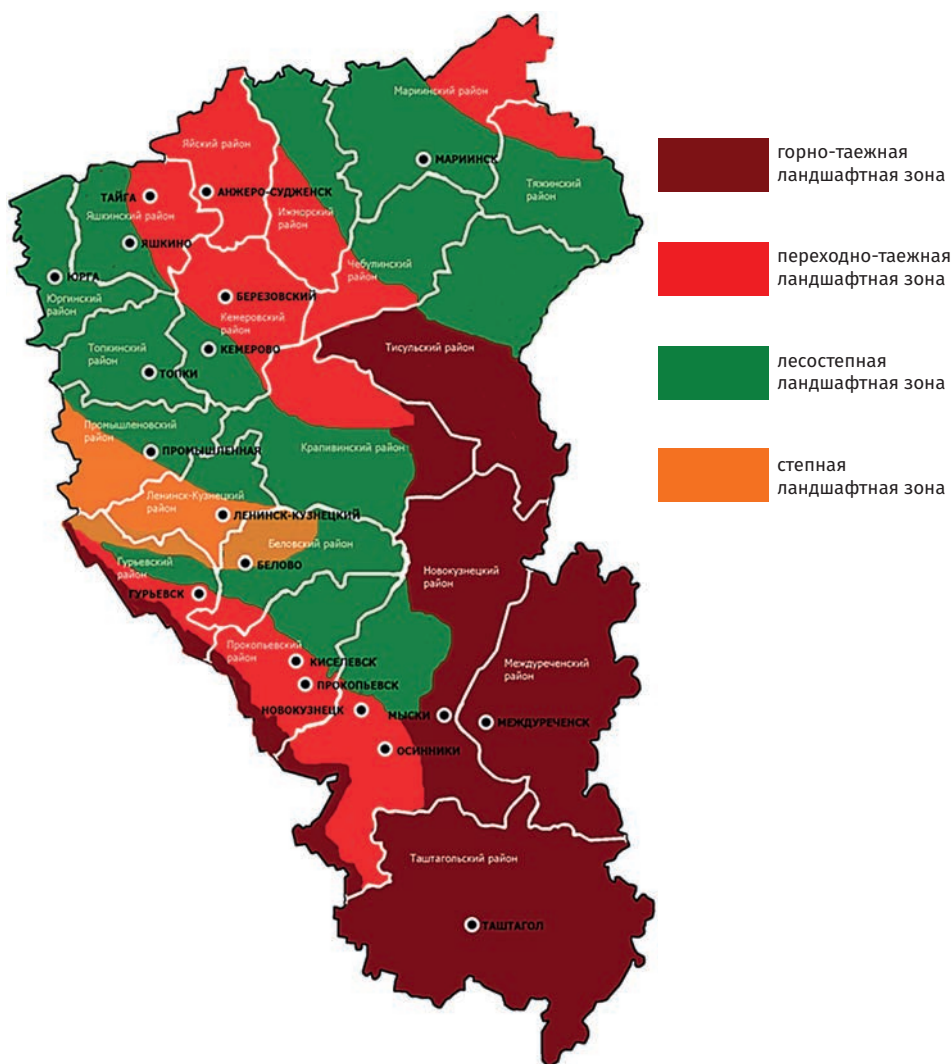 Мариинский район
Яйский район
МАРИИНСК
Тяжинский
район
ТАЙГА
АНЖЕРО-СУДЖЕНСК
Яшкинский район
Ижморский
район
ЯШКИНО
Чебулинский
район
ЮРГА
Юргинский
район
БЕРЕЗОВСКИЙ
Кемеровский
район
Топкинский
район
КЕМЕРОВО
Тисульский район
ТОПКИ
Промышленовский
район
ПРОМЫШЛЕННАЯ
Крапивинский район
Ленинск-Кузнецкий
район
ЛЕНИНСК-КУЗНЕЦКИЙ
Беловский район
Гурьевский
район
БЕЛОВО
Новокузнецкий
район
ГУРЬЕВСК
Прокопьевский
район
КИСЕЛЕВСК
Междуреченский
район
ПРОКОПЬЕВСК
НОВОКУЗНЕЦК
МЫСКИ
МЕЖДУРЕЧЕНСК
ОСИННИКИ
Таштагольский район
ТАШТАГОЛ
горно-таежная
ландшафтная зона
переходно-таежная
ландшафтная зона
лесостепная
ландшафтная зона
степная
ландшафтная зона